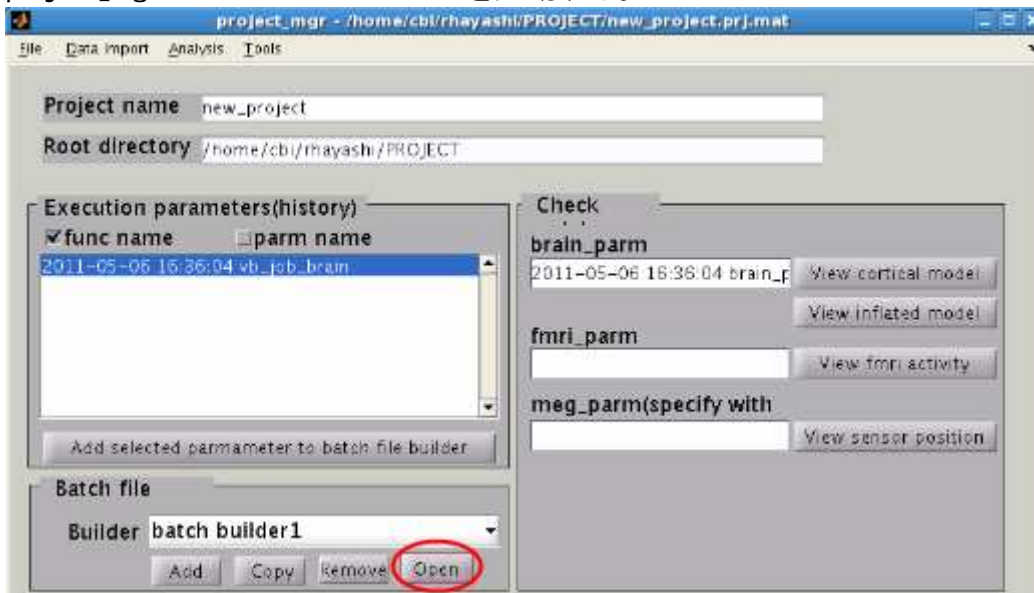 project_mgr - /home/cbi/rhayashi/PROJECT/new_project.prj.mat
File Data Import Analysis Tools
Project name new_project
Root directory /home/cbi/rhayashi/PROJECT
Execution parameters(history)
func name parm name
2011-05-06 16:36:04 vb_job_brain
Add selected parmameter to batch file builder
Batch file
Builder batch builder1
Add Copy Remove Open
Check
brain_parm
2011-05-06 16:36:04 brain_p
View cortical model
View inflated model
fmri_parm
View fmri activity
meg_parm(specify with
View sensor position